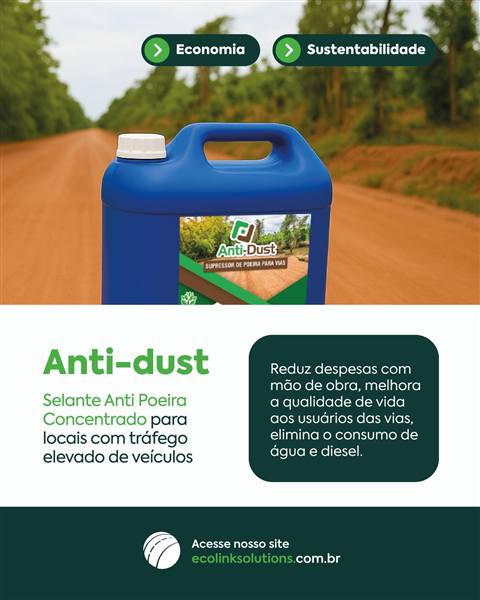 Economia
Sustentabilidade
Anti-Dust
SUPRESSOR DE POEIRA PARA VIAS
Anti-dust
Selante Anti Poeira
Concentrado para
locais com tráfego
elevado de veículos
Reduz despesas com
mão de obra, melhora
a qualidade de vida
aos usuários das vias,
elimina o consumo de
água e diesel.
Acesse nosso site
ecolinksolutions.com.br